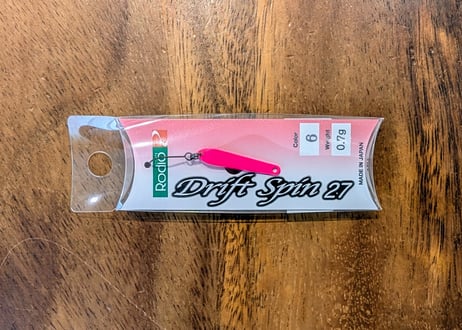 Rodio
Color 6
Weight 0.7g
MADE IN JAPAN
Drift Spin 27